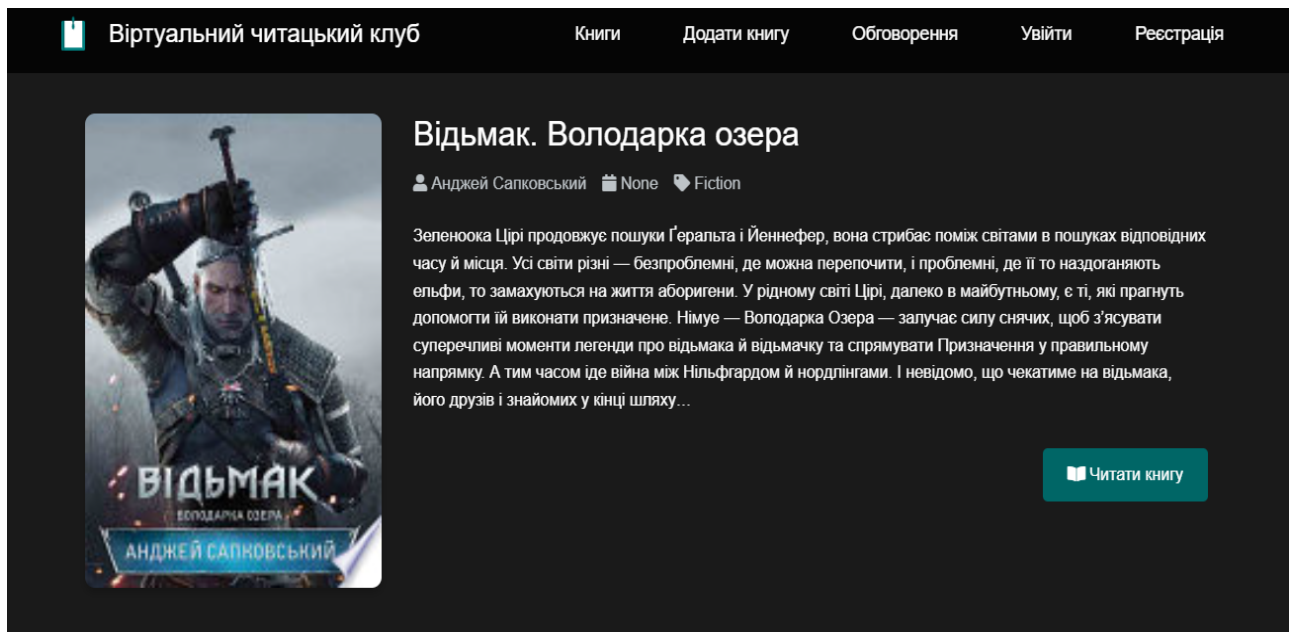 Віртуальний читацький клуб
Книги
Додати книгу
Обговорення
Увійти
Реєстрація
Відьмак. Володарка озера
Анджей Сапковський None Fiction
Зеленоока Цірі продовжує пошуки Ґеральта і Йеннефер, вона стрибає поміж світами в пошуках відповідних
часу й місця. Усі світи різні — безпроблемні, де можна перепочити, і проблемні, де її то наздоганяють
ельфи, то замахуються на життя аборигени. У рідному світі Цірі, далеко в майбутньому, є ті, які прагнуть
допомогти їй виконати призначене. Німуе — Володарка Озера — залучає силу снячих, щоб з’ясувати
суперечливі моменти легенди про відьмака й відьмачку та спрямувати Призначення у правильному
напрямку. А тим часом іде війна між Нільфгардом й нордлінгами. І невідомо, що чекатиме на відьмака,
його друзів і знайомих у кінці шляху…
Читати книгу
ВІДЬМАК
ВОЛОДАРКА ОЗЕРА
АНДЖЕЙ САПКОВСЬКИЙ